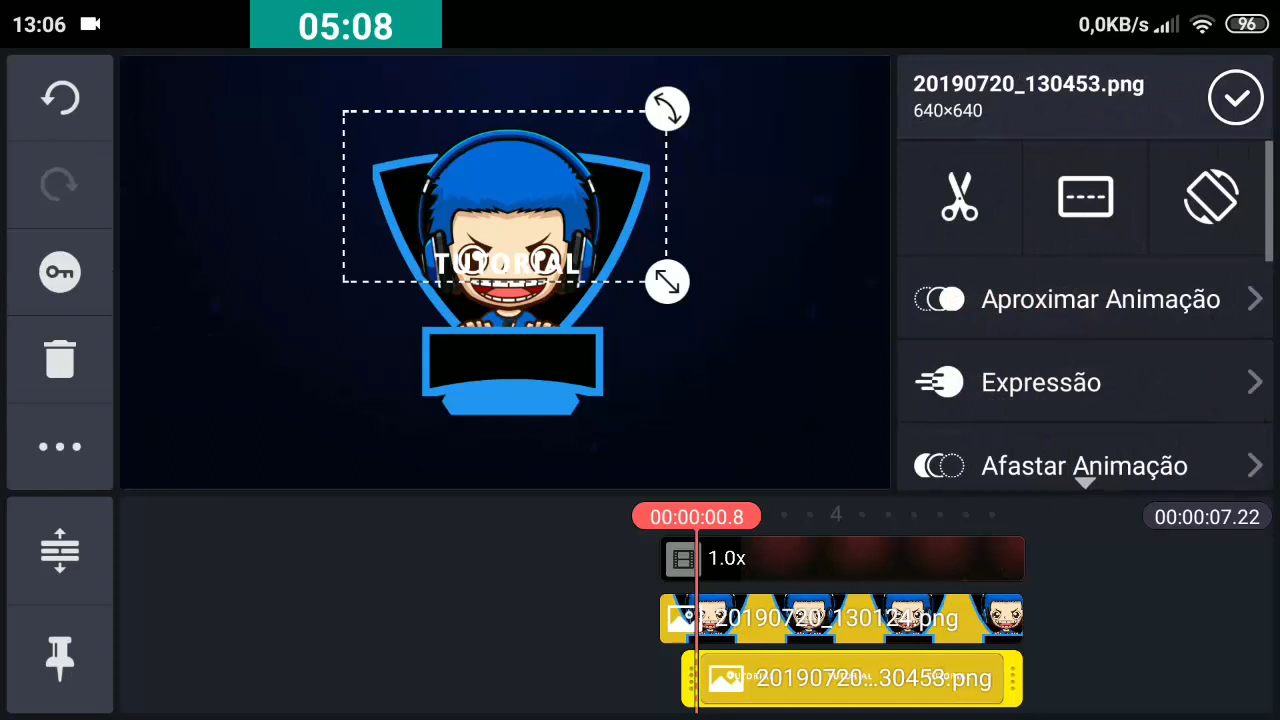 13:06
05:08
0,0KB/s
96
20190720_130453.png
640×640
TUTORIAL
Aproximar Animação
Expressão
Afastar Animação
00:00:00.8
4
00:00:07.22
1.0x
20190720_130124.png
20190720...30453.png